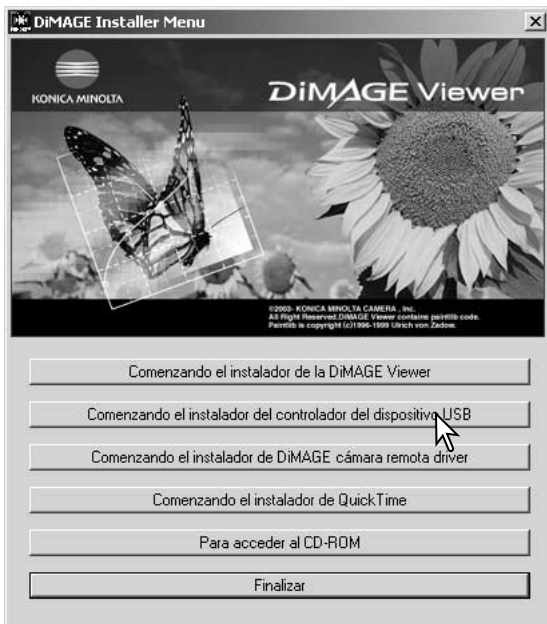 DiMAGE Installer Menu
KONICA MINOLTA
DiMAGE Viewer
©2003- KONICA MINOLTA CAMERA , Inc.
All Right Reserved.DiMAGE Viewer contains paintlib code.
Paintlib is copyright (c)1996-1999 Ulrich von Zadow.
Comenzando el instalador de la DiMAGE Viewer
Comenzando el instalador del controlador del dispositivo USB
Comenzando el instalador de DiMAGE cámara remota driver
Comenzando el instalador de QuickTime
Para acceder al CD-ROM
Finalizar